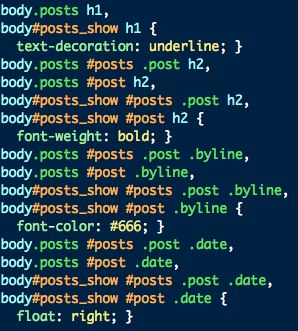 body.posts h1,
body#posts_show h1 {
  text-decoration: underline; }
body.posts #posts .post h2,
body.posts #post h2,
body#posts_show #posts .post h2,
body#posts_show #post h2 {
  font-weight: bold; }
body.posts #posts .post .byline,
body.posts #post .byline,
body#posts_show #posts .post .byline,
body#posts_show #post .byline {
  font-color: #666; }
body.posts #posts .post .date,
body.posts #post .date,
body#posts_show #posts .post .date,
body#posts_show #post .date {
  float: right; }